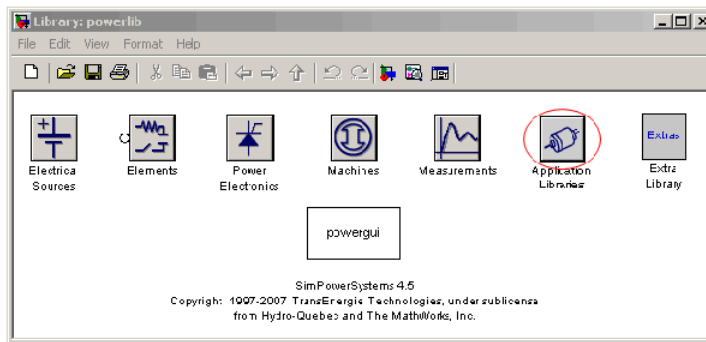 Library: powerlib
File Edit View Format Help
Electrical
Sources
Elements
Power
Electronics
Machines
Measurements
Application
Libraries
Extras
Extra
Library
powergui
SimPowerSystems 4.5
Copyright 1997-2007 TransEnergie Technologies, under sublicense
from Hydro-Quebec and The MathWorks, Inc.